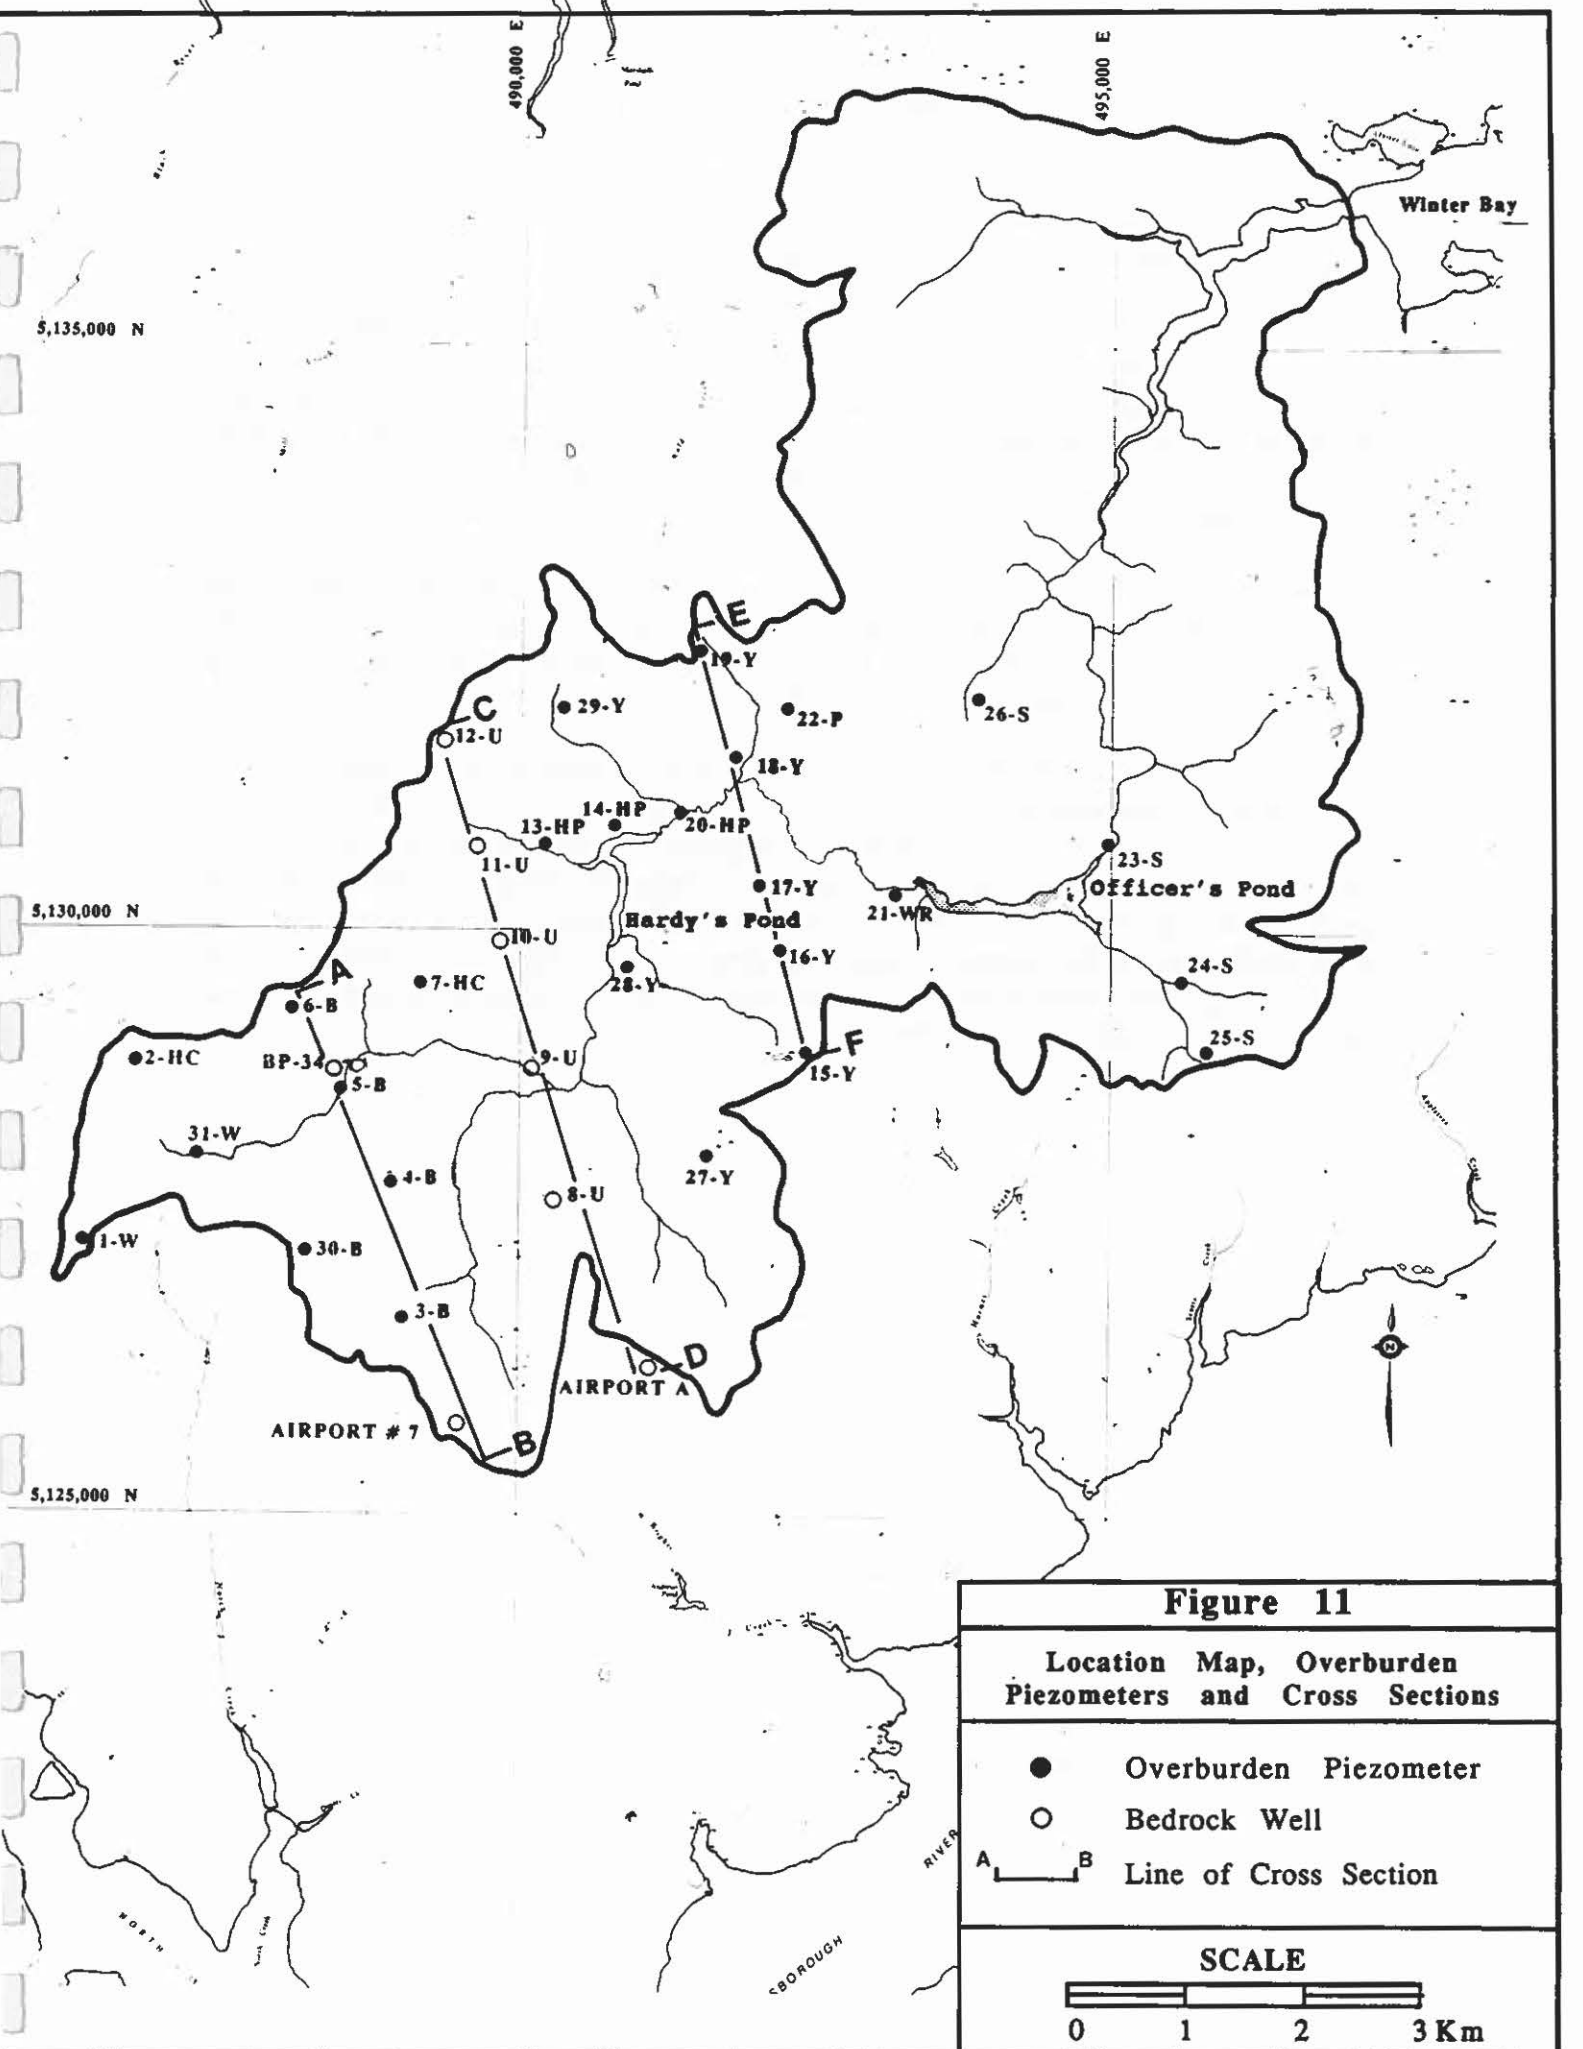 490,000 E
495,000 E
Winter Bay
5,135,000 N
E
19-Y
C
29-Y
22-P
26-S
12-U
18-Y
14-HP
13-HP
20-HP
11-U
23-S
17-Y
Officer's Pond
5,130,000 N
21-WR
Hardy's Pond
10-U
16-Y
A
7-HC
28-Y
24-S
6-B
F
25-S
2-HC
BP-34
9-U
15-Y
5-B
31-W
4-B
27-Y
8-U
1-W
30-B
3-B
D
AIRPORT A
AIRPORT # 7
B
N
5,125,000 N
Figure 11
Location Map, Overburden
Piezometers and Cross Sections
Overburden Piezometer
Bedrock Well
A B
Line of Cross Section
RIVER
NORTH
SBOROUGH
SCALE
0 1 2 3 Km